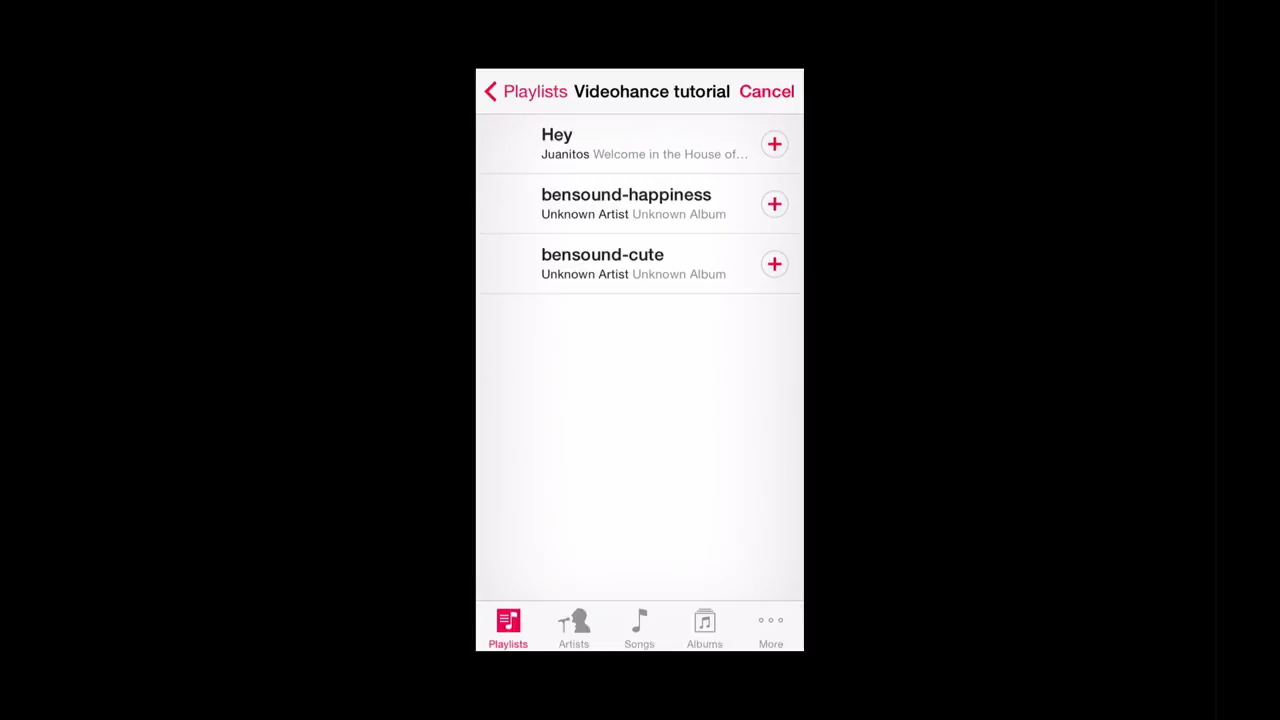 Playlists Videohance tutorial Cancel
Hey
Juanitos Welcome in the House of…
bensound-happiness
Unknown Artist Unknown Album
bensound-cute
Unknown Artist Unknown Album
Playlists Artists Songs Albums More